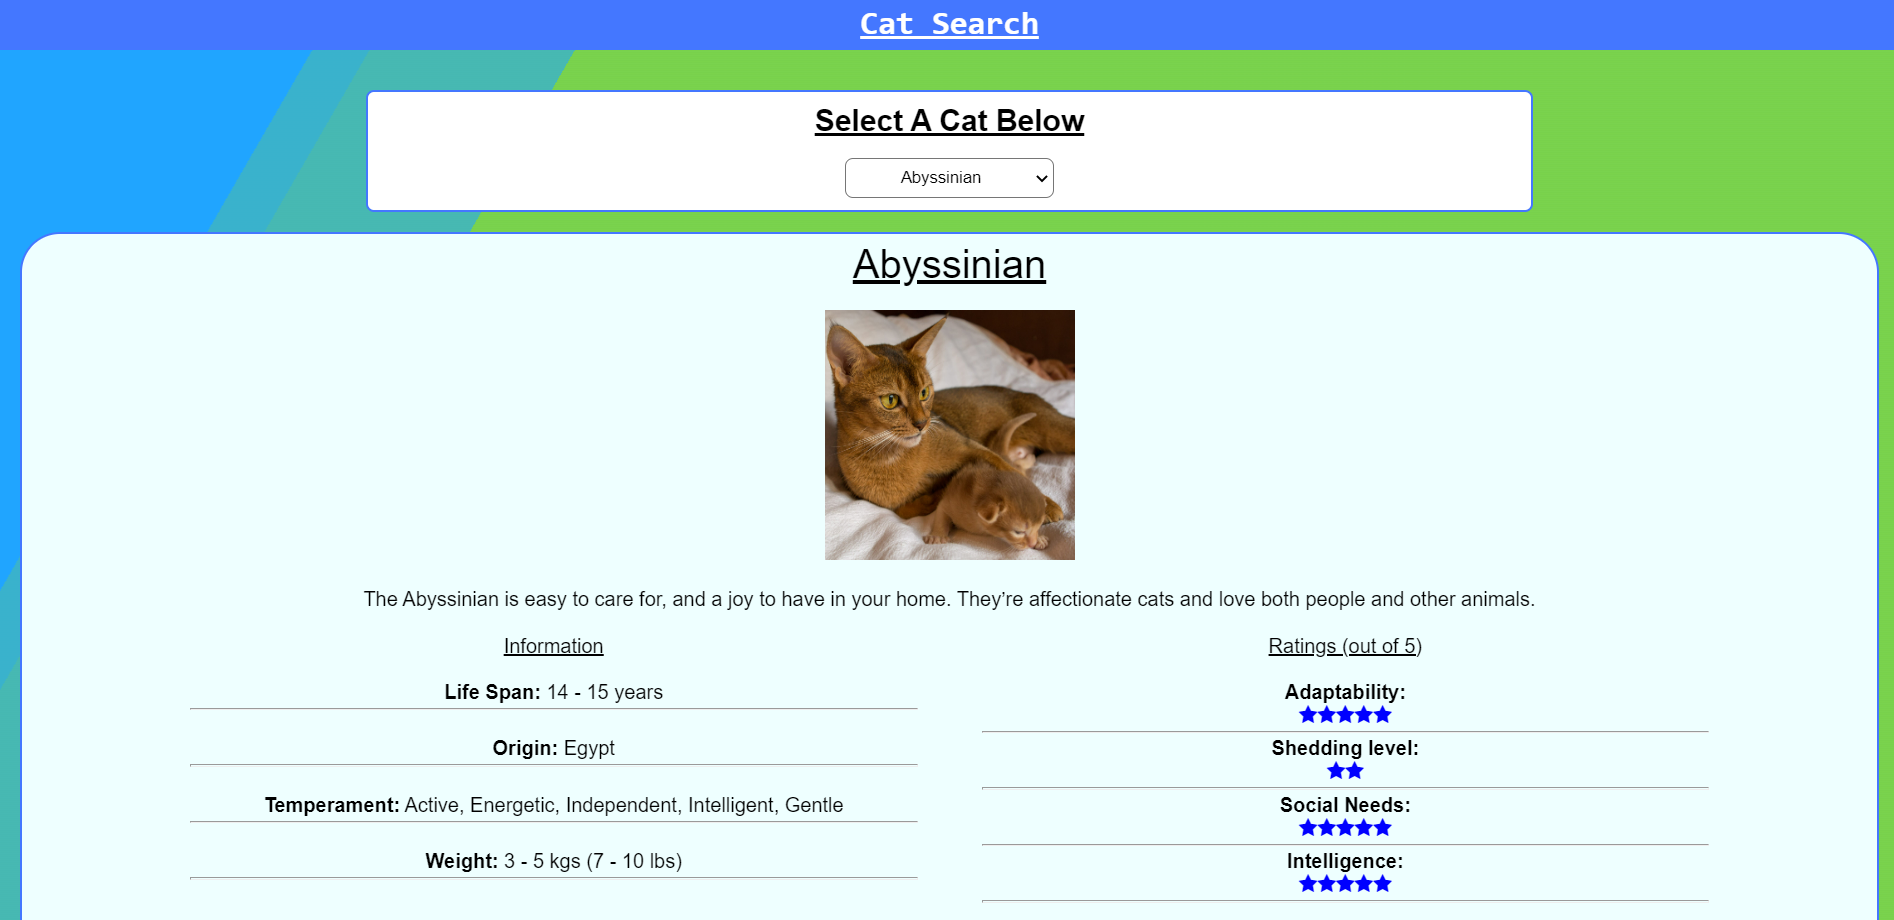 Cat Search
Select A Cat Below
Abyssinian
Abyssinian
The Abyssinian is easy to care for, and a joy to have in your home. They’re affectionate cats and love both people and other animals.
Information
Life Span: 14 - 15 years
Origin: Egypt
Temperament: Active, Energetic, Independent, Intelligent, Gentle
Weight: 3 - 5 kgs (7 - 10 lbs)
Ratings (out of 5)
Adaptability:
Shedding level:
Social Needs:
Intelligence: